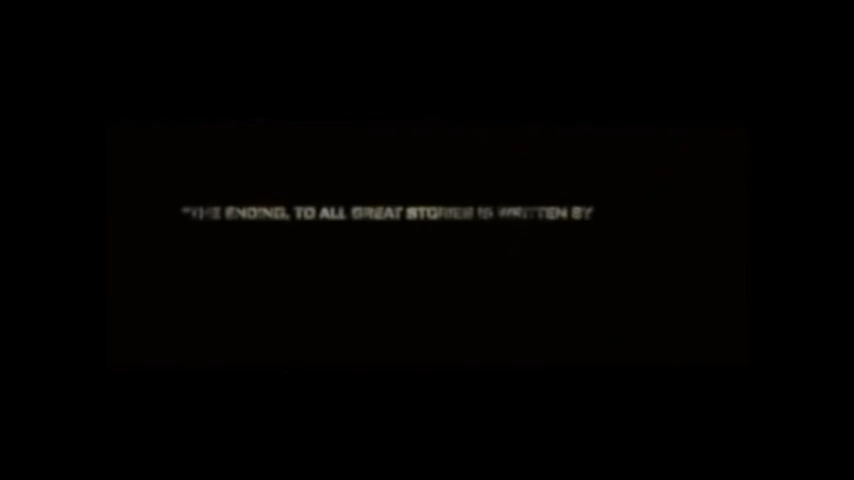 "THE ENDING, TO ALL GREAT STORIES IS WRITTEN BY